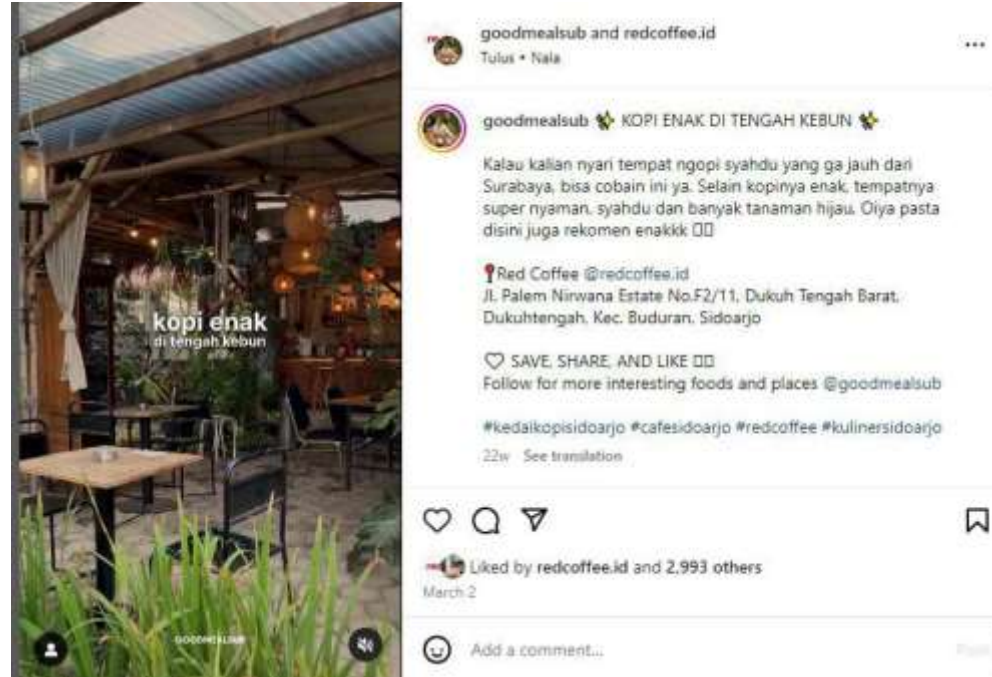 goodmealsub and redcoffee.id
Tulus • Nala
kopi enak
di tengah kebun
GOODMEALSUB
goodmealsub KOPI ENAK DI TENGAH KEBUN
Kalau kalian nyari tempat ngopi syahdu yang ga jauh dari
Surabaya, bisa cobain ini ya. Selain kopinya enak, tempatnya
super nyaman, syahdu dan banyak tanaman hijau. Oiya pasta
disini juga rekomen enakkk
Red Coffee @redcoffee.id
Jl. Palem Nirwana Estate No.F2/11, Dukuh Tengah Barat,
Dukuhtengah, Kec. Buduran, Sidoarjo
SAVE, SHARE, AND LIKE
Follow for more interesting foods and places @goodmealsub
#kedaikopisidoarjo #cafesidoarjo #redcoffee #kulinersidoarjo
22w See translation
Liked by redcoffee.id and 2,993 others
March 2
Add a comment...
Post